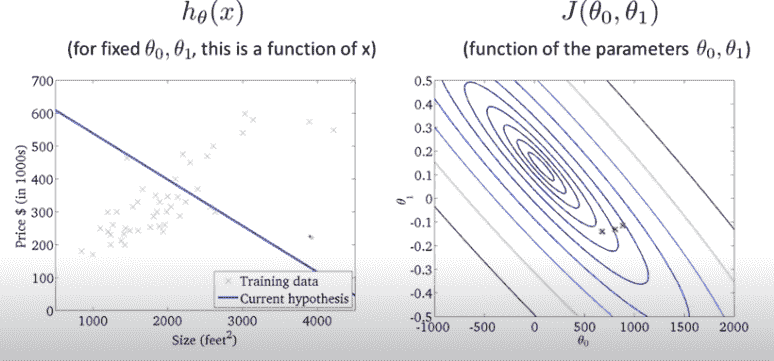 hθ(x)
(for fixed θ0, θ1, this is a function of x)
700
600
500
400
300
200
100
0
Price $ (in 1000s)
1000 2000 3000 4000
Size (feet²)
Training data
Current hypothesis
J(θ0, θ1)
(function of the parameters θ0, θ1)
0.5
0.4
0.3
0.2
0.1
0
-0.1
-0.2
-0.3
-0.4
-0.5
θ1
-1000 -500 0 500 1000 1500 2000
θ0